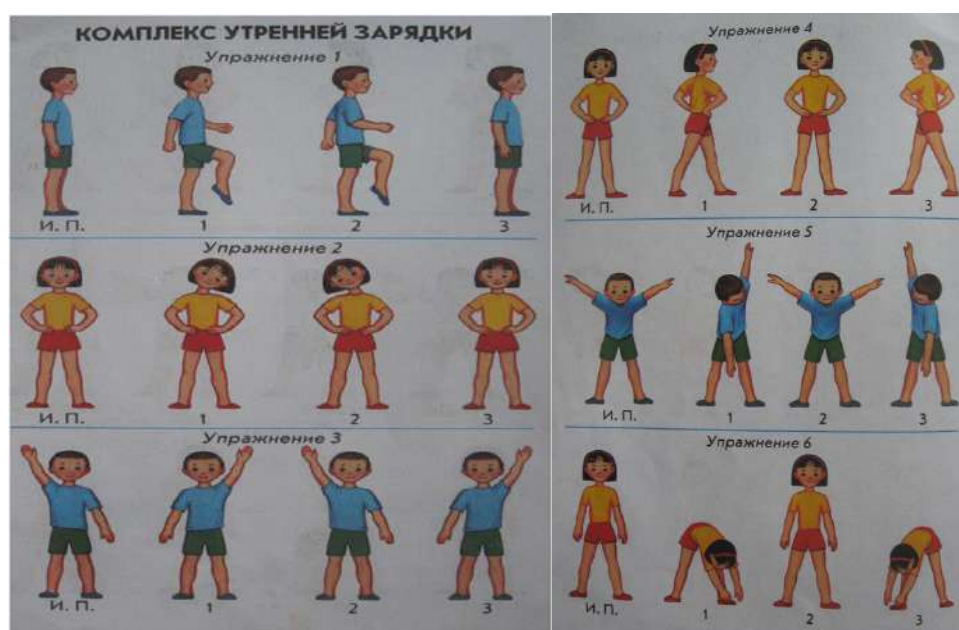 КОМПЛЕКС УТРЕННЕЙ ЗАРЯДКИ
Упражнение 1
И. П. 1 2 3
Упражнение 2
И. П. 1 2 3
Упражнение 3
И. П. 1 2 3
Упражнение 4
И. П. 1 2 3
Упражнение 5
И. П. 1 2 3
Упражнение 6
И. П. 1 2 3